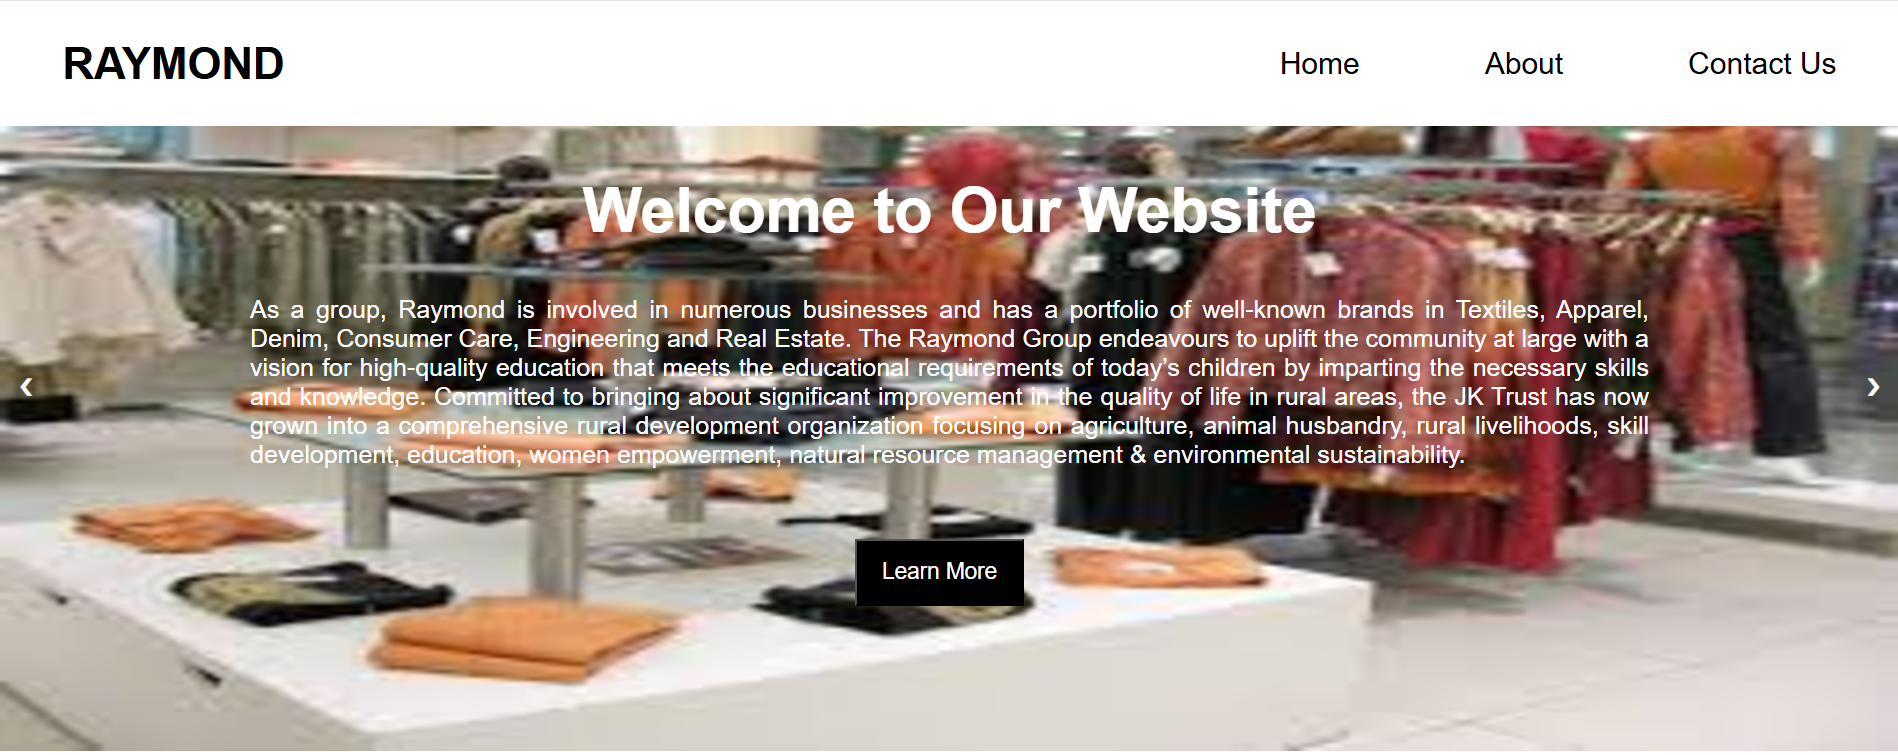 RAYMOND
Home About Contact Us
Welcome to Our Website
As a group, Raymond is involved in numerous businesses and has a portfolio of well-known brands in Textiles, Apparel,
Denim, Consumer Care, Engineering and Real Estate. The Raymond Group endeavours to uplift the community at large with a
vision for high-quality education that meets the educational requirements of today’s children by imparting the necessary skills
and knowledge. Committed to bringing about significant improvement in the quality of life in rural areas, the JK Trust has now
grown into a comprehensive rural development organization focusing on agriculture, animal husbandry, rural livelihoods, skill
development, education, women empowerment, natural resource management & environmental sustainability.
‹ ›
Learn More